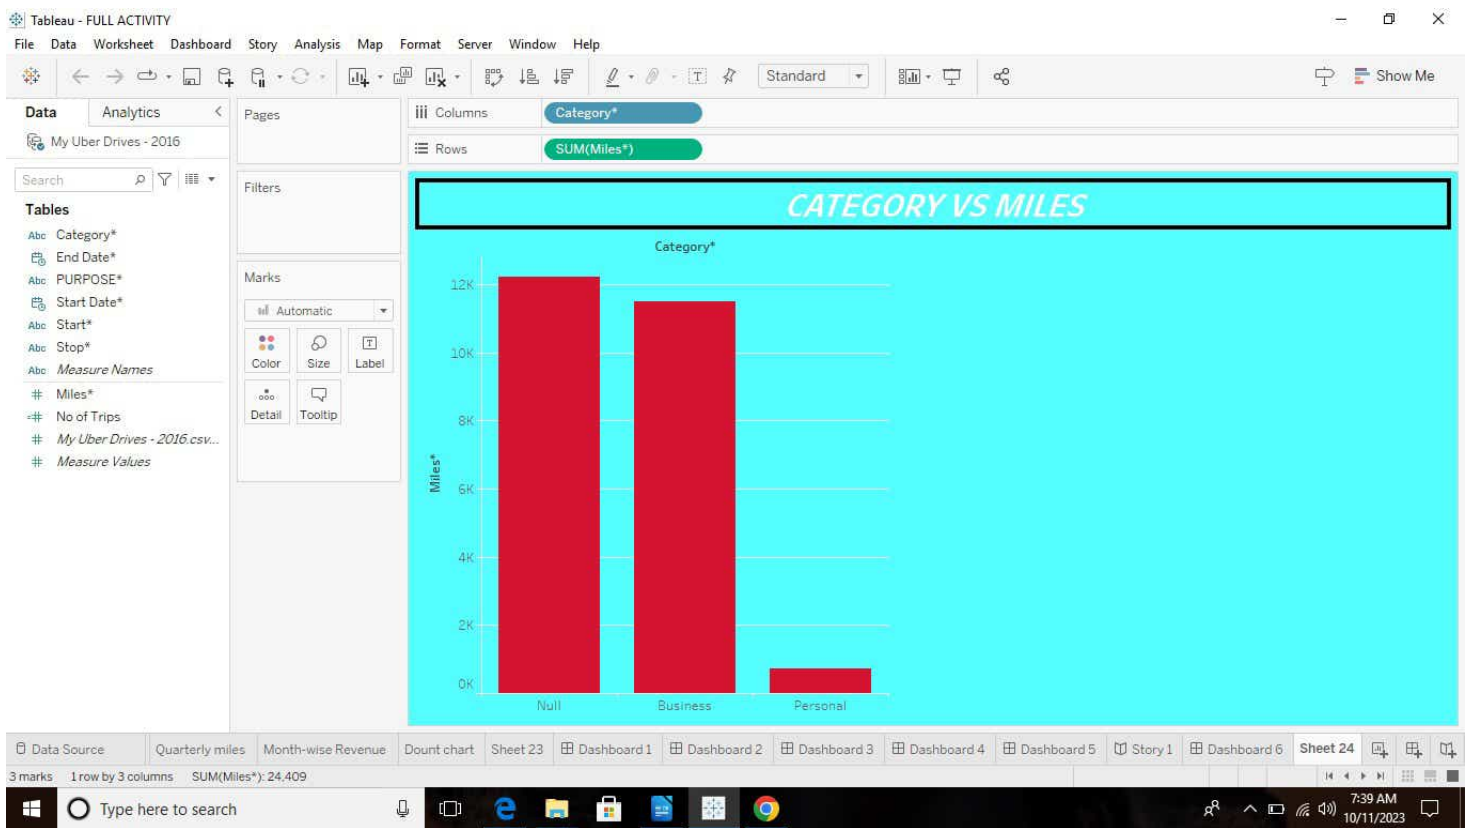 Tableau - FULL ACTIVITY
File Data Worksheet Dashboard Story Analysis Map Format Server Window Help
Standard
Show Me
Data Analytics
My Uber Drives - 2016
Search
Tables
Abc Category*
End Date*
Abc PURPOSE*
Start Date*
Abc Start*
Abc Stop*
Abc Measure Names
# Miles*
=# No of Trips
# My Uber Drives - 2016.csv...
# Measure Values
Pages
Filters
Marks
Automatic
Color Size Label
Detail Tooltip
Columns Category*
Rows SUM(Miles*)
CATEGORY VS MILES
Category*
12K
10K
8K
6K
4K
2K
0K
Miles*
Null Business Personal
Data Source Quarterly miles Month-wise Revenue Dount chart Sheet 23 Dashboard 1 Dashboard 2 Dashboard 3 Dashboard 4 Dashboard 5 Story 1 Dashboard 6 Sheet 24
3 marks 1 row by 3 columns SUM(Miles*): 24,409
Type here to search
7:39 AM
10/11/2023